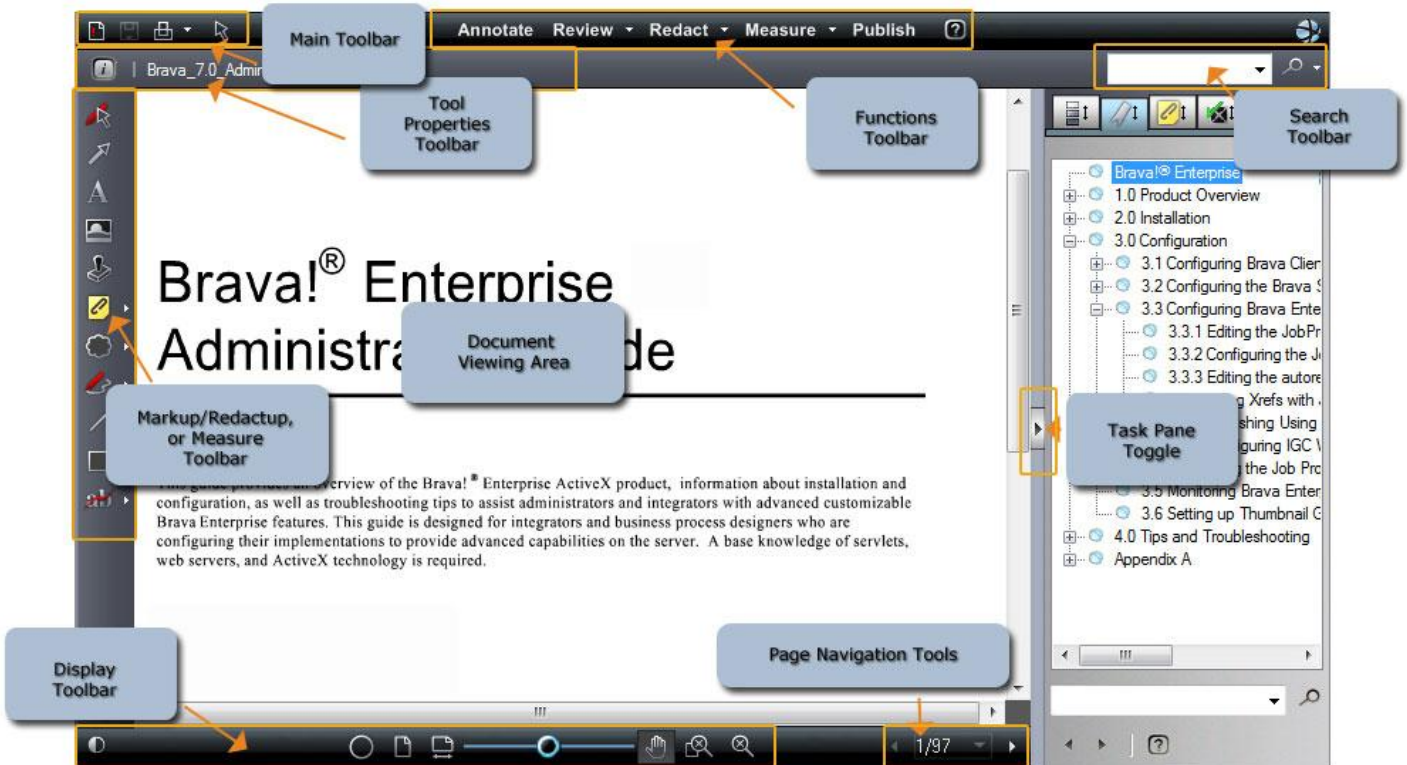 Annotate Review Redact Measure Publish
Main Toolbar
Brava_7.0_Admin
Tool
Properties
Toolbar
Functions
Toolbar
Search
Toolbar
Brava!® Enterprise
Administra de
Document
Viewing Area
Markup/Redactup,
or Measure
Toolbar
A
ab
overview of the Brava! ® Enterprise ActiveX product, information about installation and
configuration, as well as troubleshooting tips to assist administrators and integrators with advanced customizable
Brava Enterprise features. This guide is designed for integrators and business process designers who are
configuring their implementations to provide advanced capabilities on the server. A base knowledge of servlets,
web servers, and ActiveX technology is required.
Brava!® Enterprise
1.0 Product Overview
2.0 Installation
3.0 Configuration
3.1 Configuring Brava Clien
3.2 Configuring the Brava S
3.3 Configuring Brava Ente
3.3.1 Editing the JobPr
3.3.2 Configuring the J
3.3.3 Editing the autore
g Xrefs with
shing Using
guring IGC
the Job Pro
3.5 Monitoring Brava Enter
3.6 Setting up Thumbnail G
4.0 Tips and Troubleshooting
Appendix A
Task Pane
Toggle
Display
Toolbar
Page Navigation Tools
1/97